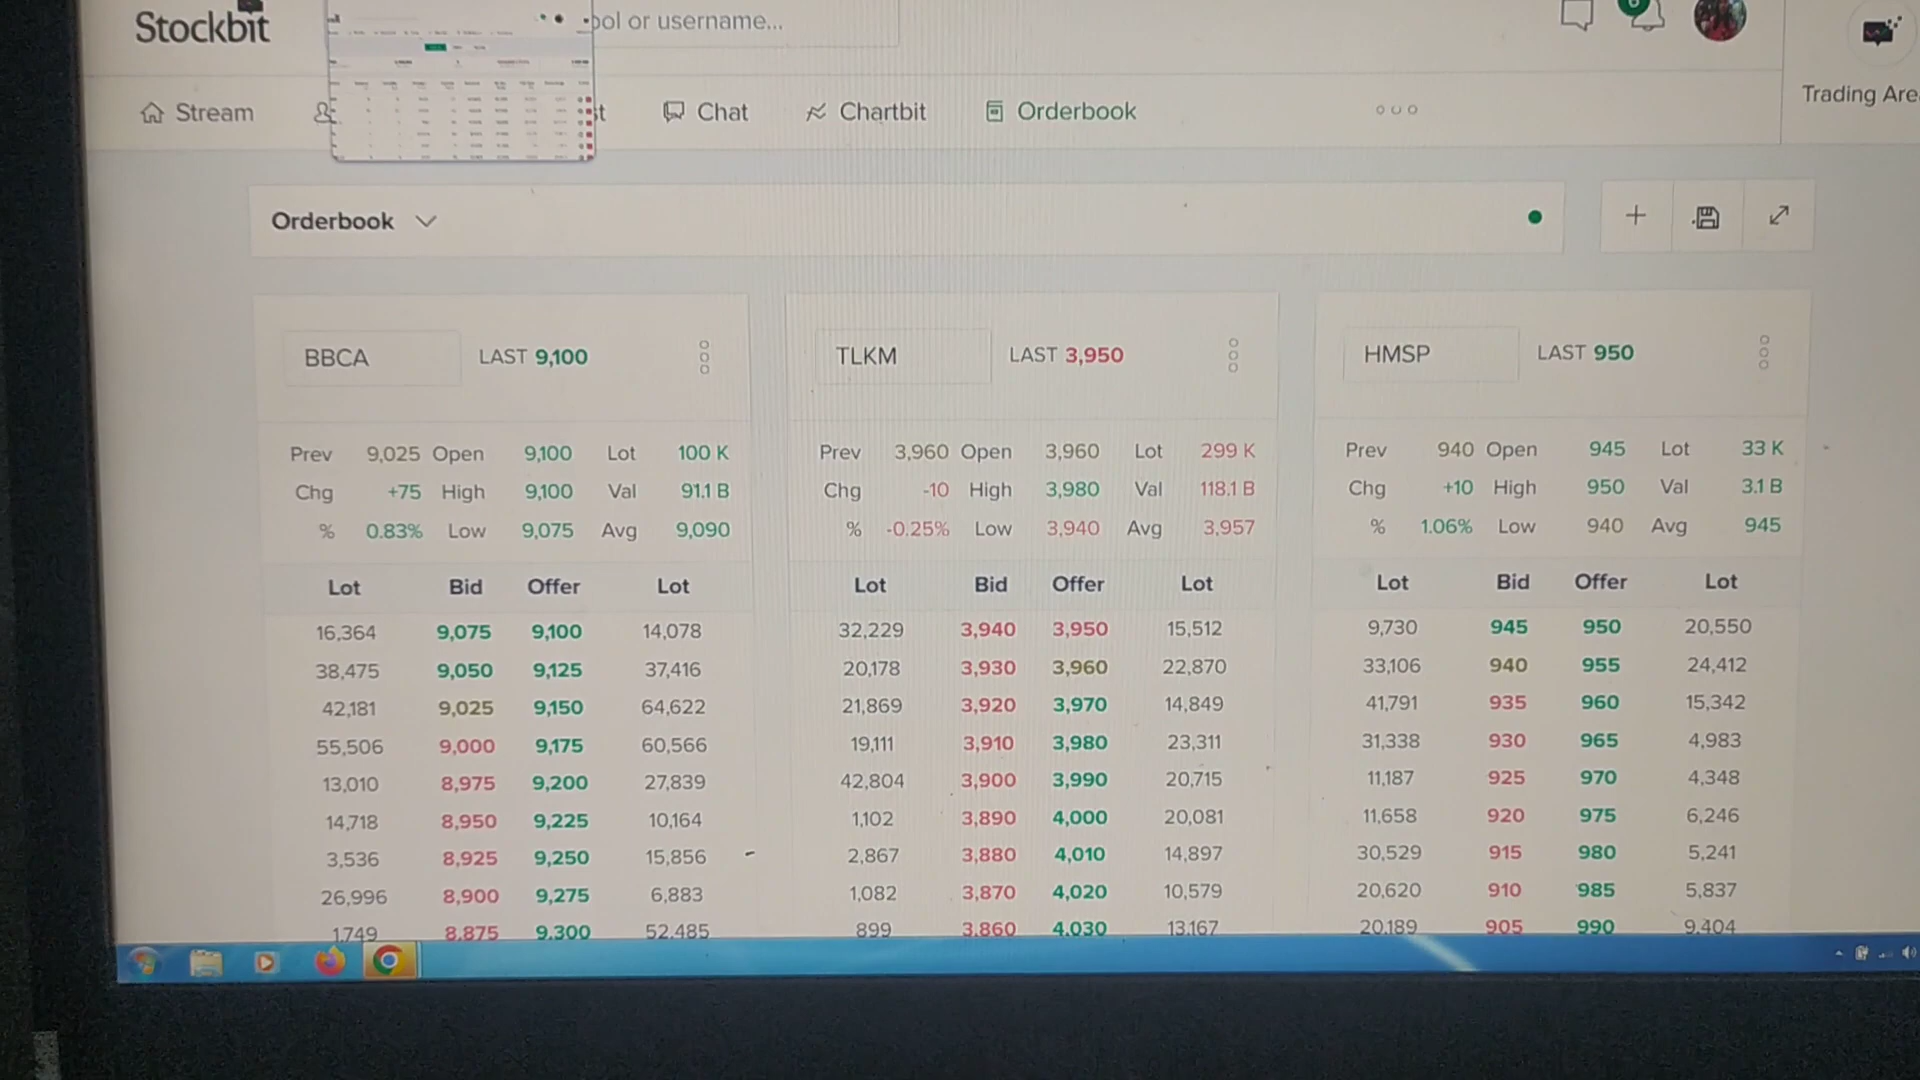 Stockbit
bol or username...
6
Stream
t
Chat
Chartbit
Orderbook
Trading Are
Orderbook
BBCA LAST 9,100
Prev 9,025 Open 9,100 Lot 100 K
Chg +75 High 9,100 Val 91.1 B
% 0.83% Low 9,075 Avg 9,090
Lot Bid Offer Lot
16,364 9,075 9,100 14,078
38,475 9,050 9,125 37,416
42,181 9,025 9,150 64,622
55,506 9,000 9,175 60,566
13,010 8,975 9,200 27,839
14,718 8,950 9,225 10,164
3,536 8,925 9,250 15,856
26,996 8,900 9,275 6,883
1,749 8,875 9,300 52,485
TLKM LAST 3,950
Prev 3,960 Open 3,960 Lot 299 K
Chg -10 High 3,980 Val 118.1 B
% -0.25% Low 3,940 Avg 3,957
Lot Bid Offer Lot
32,229 3,940 3,950 15,512
20,178 3,930 3,960 22,870
21,869 3,920 3,970 14,849
19,111 3,910 3,980 23,311
42,804 3,900 3,990 20,715
1,102 3,890 4,000 20,081
2,867 3,880 4,010 14,897
1,082 3,870 4,020 10,579
899 3,860 4,030 13,167
HMSP LAST 950
Prev 940 Open 945 Lot 33 K
Chg +10 High 950 Val 3.1 B
% 1.06% Low 940 Avg 945
Lot Bid Offer Lot
9,730 945 950 20,550
33,106 940 955 24,412
41,791 935 960 15,342
31,338 930 965 4,983
11,187 925 970 4,348
11,658 920 975 6,246
30,529 915 980 5,241
20,620 910 985 5,837
20,189 905 990 9,404